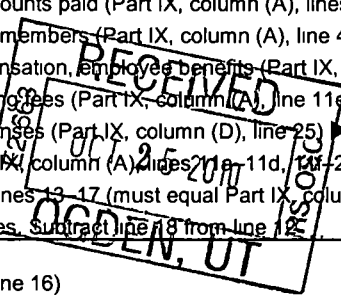 ounts paid (Part IX, column (A), lines
members (Part IX, column (A), line 4
nsation, employee benefits (Part IX,
ng fees (Part IX, column (A), line 11e
nses (Part IX, column (D), line 25)
IX, column (A), lines 11a–11d, 11f–2
nes 13–17 (must equal Part IX, colum
es. Subtract line 18 from line 12
ne 16)
RECEIVED
OCT 25 2010
OGDEN, UT